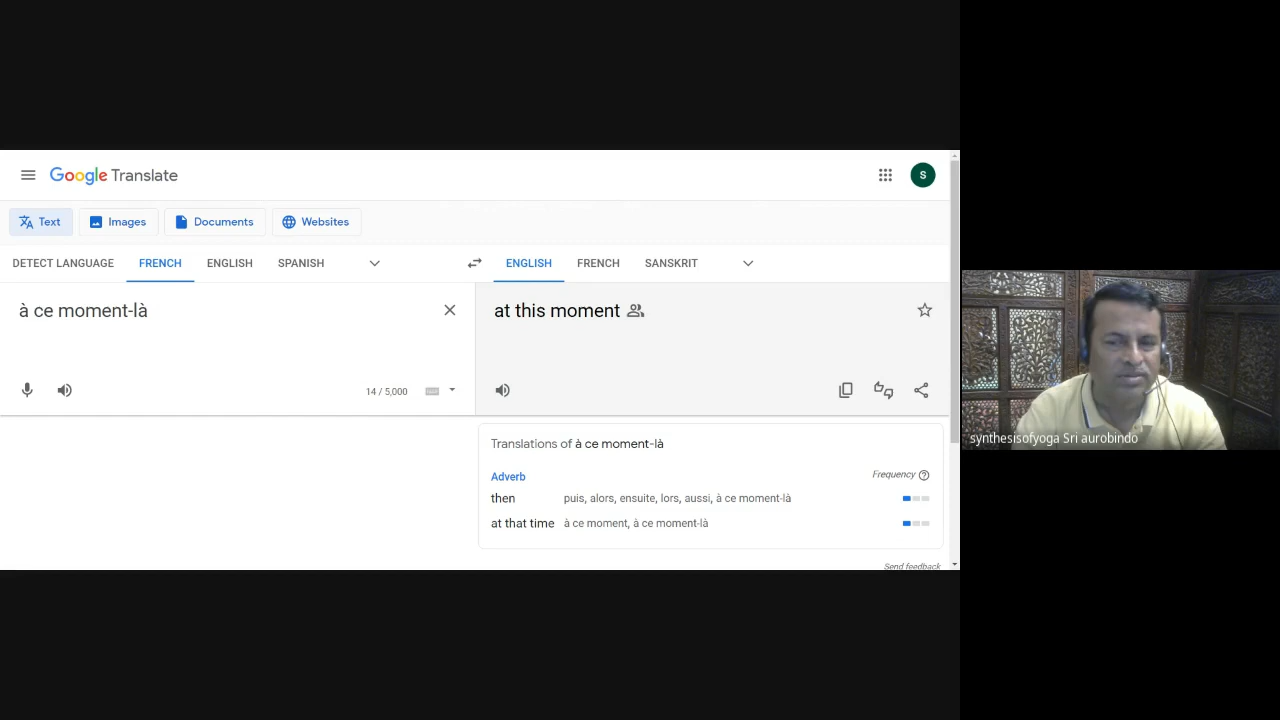 Google Translate
S
Text Images Documents Websites
DETECT LANGUAGE FRENCH ENGLISH SPANISH ENGLISH FRENCH SANSKRIT
à ce moment-là
at this moment
14 / 5,000
Translations of à ce moment-là
Adverb Frequency
then puis, alors, ensuite, lors, aussi, à ce moment-là
at that time à ce moment, à ce moment-là
Send feedback
synthesisofyoga Sri aurobindo